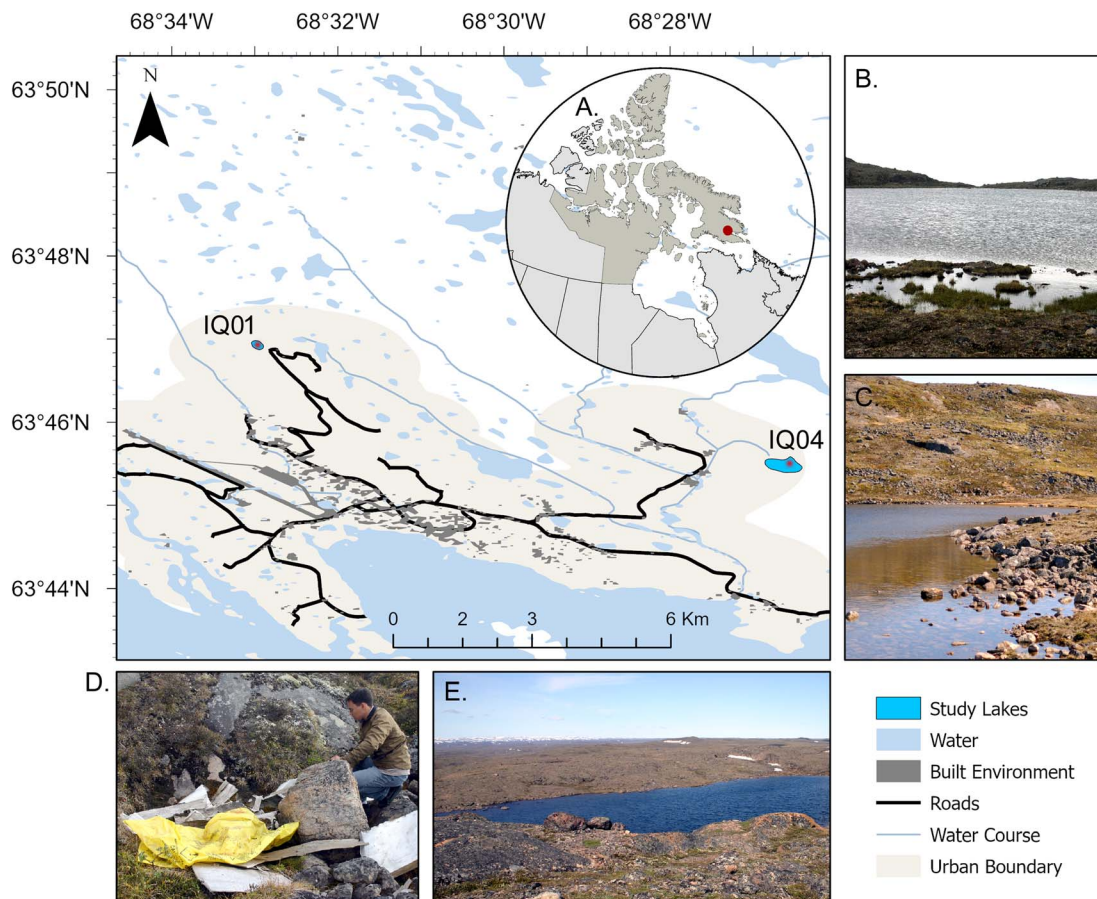 68°34'W 68°32'W 68°30'W 68°28'W
63°50'N
63°48'N
63°46'N
63°44'N
N
A.
IQ01
IQ04
0 2 3 6 Km
B.
C.
D.
E.
Study Lakes
Water
Built Environment
Roads
Water Course
Urban Boundary